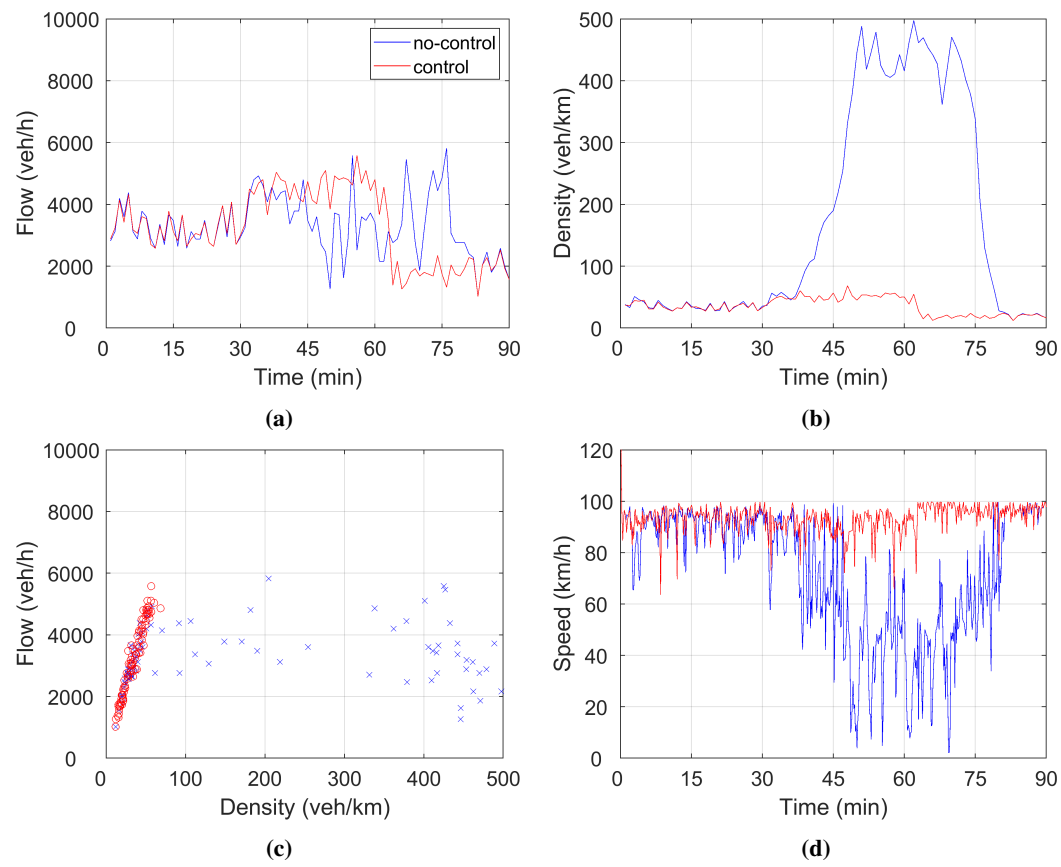 10000
8000
6000
4000
2000
0
Flow (veh/h)
no-control
control
0 15 30 45 60 75 90
Time (min)
(a)
500
400
300
200
100
0
Density (veh/km)
0 15 30 45 60 75 90
Time (min)
(b)
10000
8000
6000
4000
2000
0
Flow (veh/h)
0 100 200 300 400 500
Density (veh/km)
(c)
120
100
80
60
40
20
0
Speed (km/h)
0 15 30 45 60 75 90
Time (min)
(d)